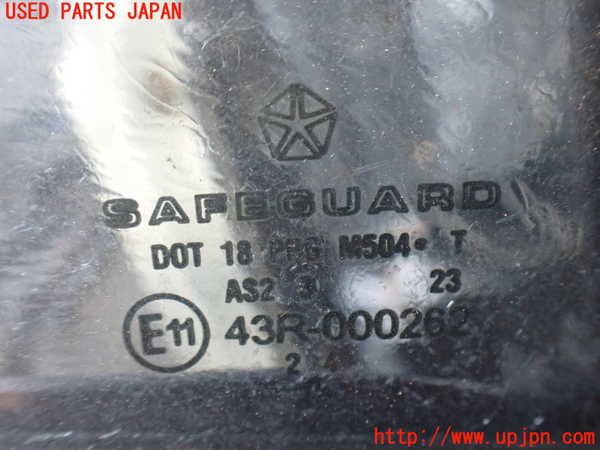 USED PARTS JAPAN
SAFEGUARD
DOT 18 PPG M504• T
AS2 3 23
E11 43R-000262
2 4
http://www.upjpn.com